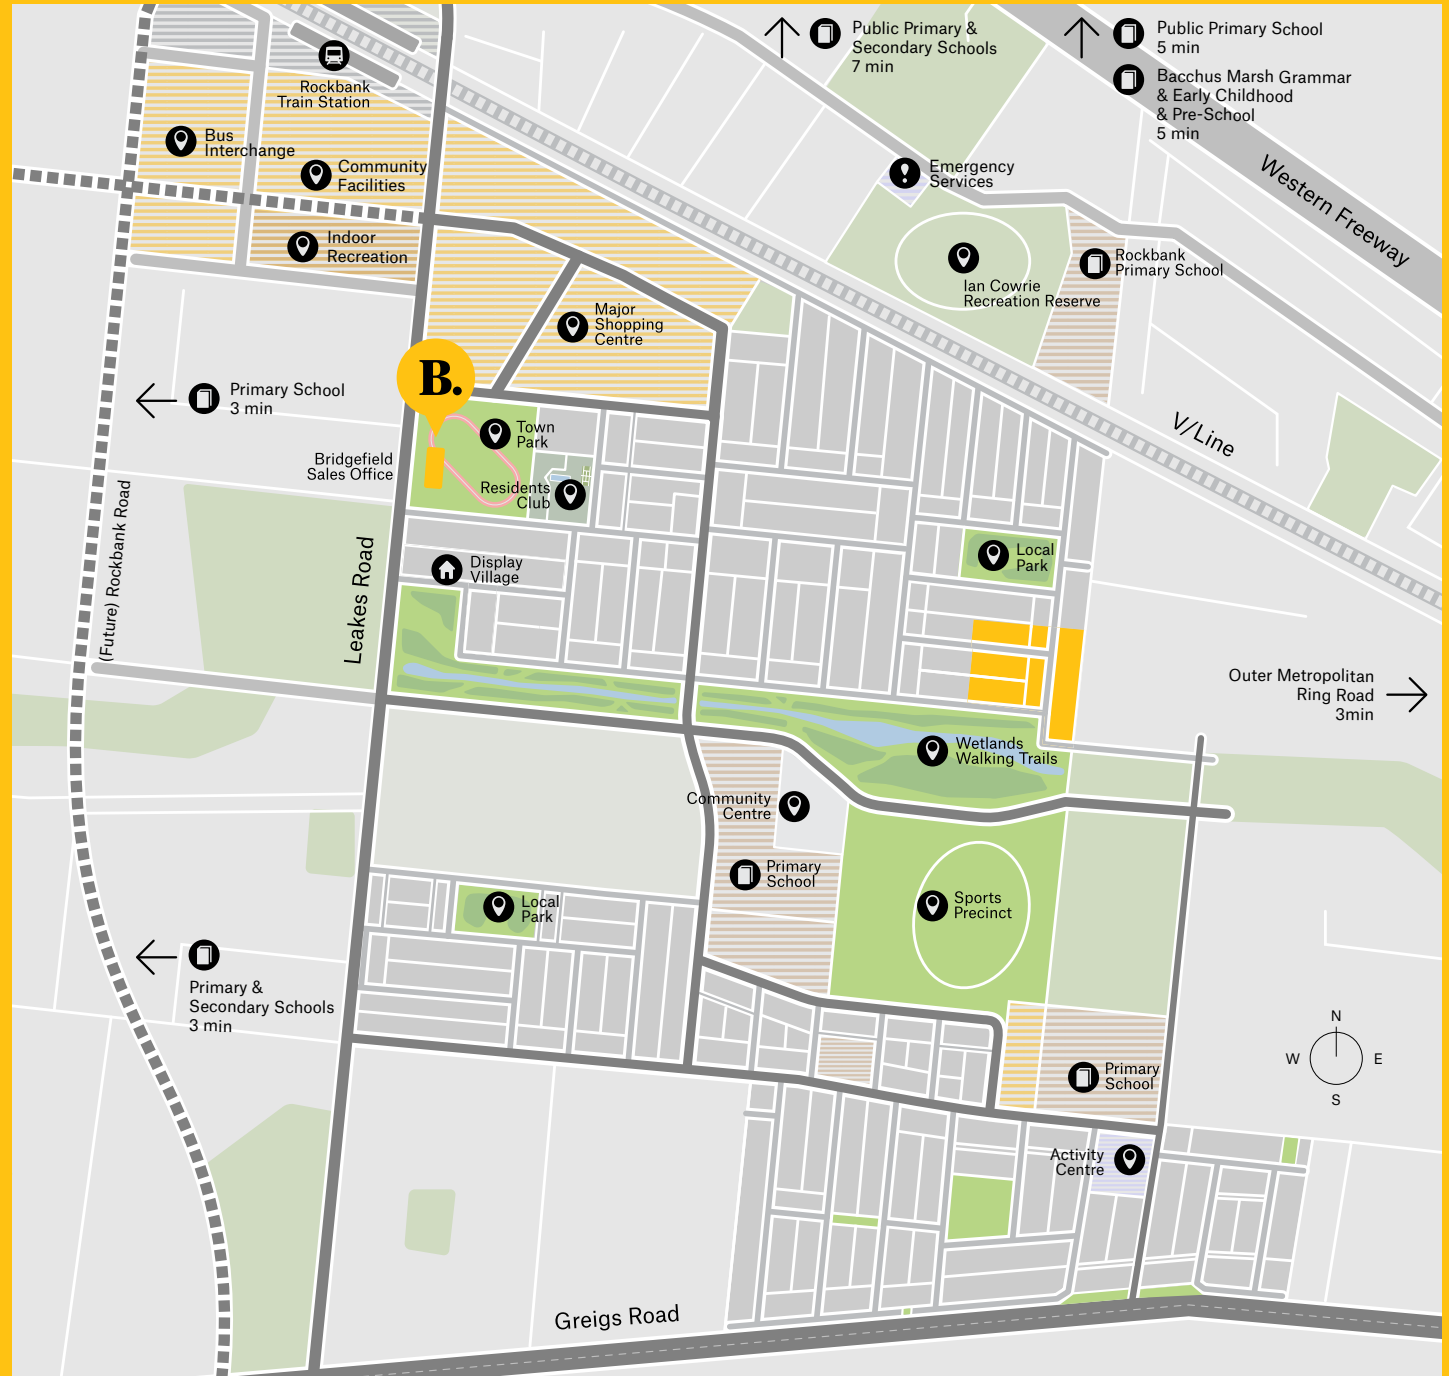 Public Primary &
Secondary Schools
7 min
Public Primary School
5 min
Bacchus Marsh Grammar
& Early Childhood
& Pre-School
5 min
Rockbank
Train Station
Bus
Interchange
Community
Facilities
Emergency
Services
Western Freeway
Indoor
Recreation
Ian Cowrie
Recreation Reserve
Rockbank
Primary School
Major
Shopping
Centre
B.
Primary School
3 min
Town
Park
V/Line
Bridgefield
Sales Office
Residents
Club
(Future) Rockbank Road
Leakes Road
Display
Village
Local
Park
Outer Metropolitan
Ring Road
3min
Wetlands
Walking Trails
Community
Centre
Primary
School
Local
Park
Sports
Precinct
Primary &
Secondary Schools
3 min
N
W
E
S
Primary
School
Activity
Centre
Greigs Road